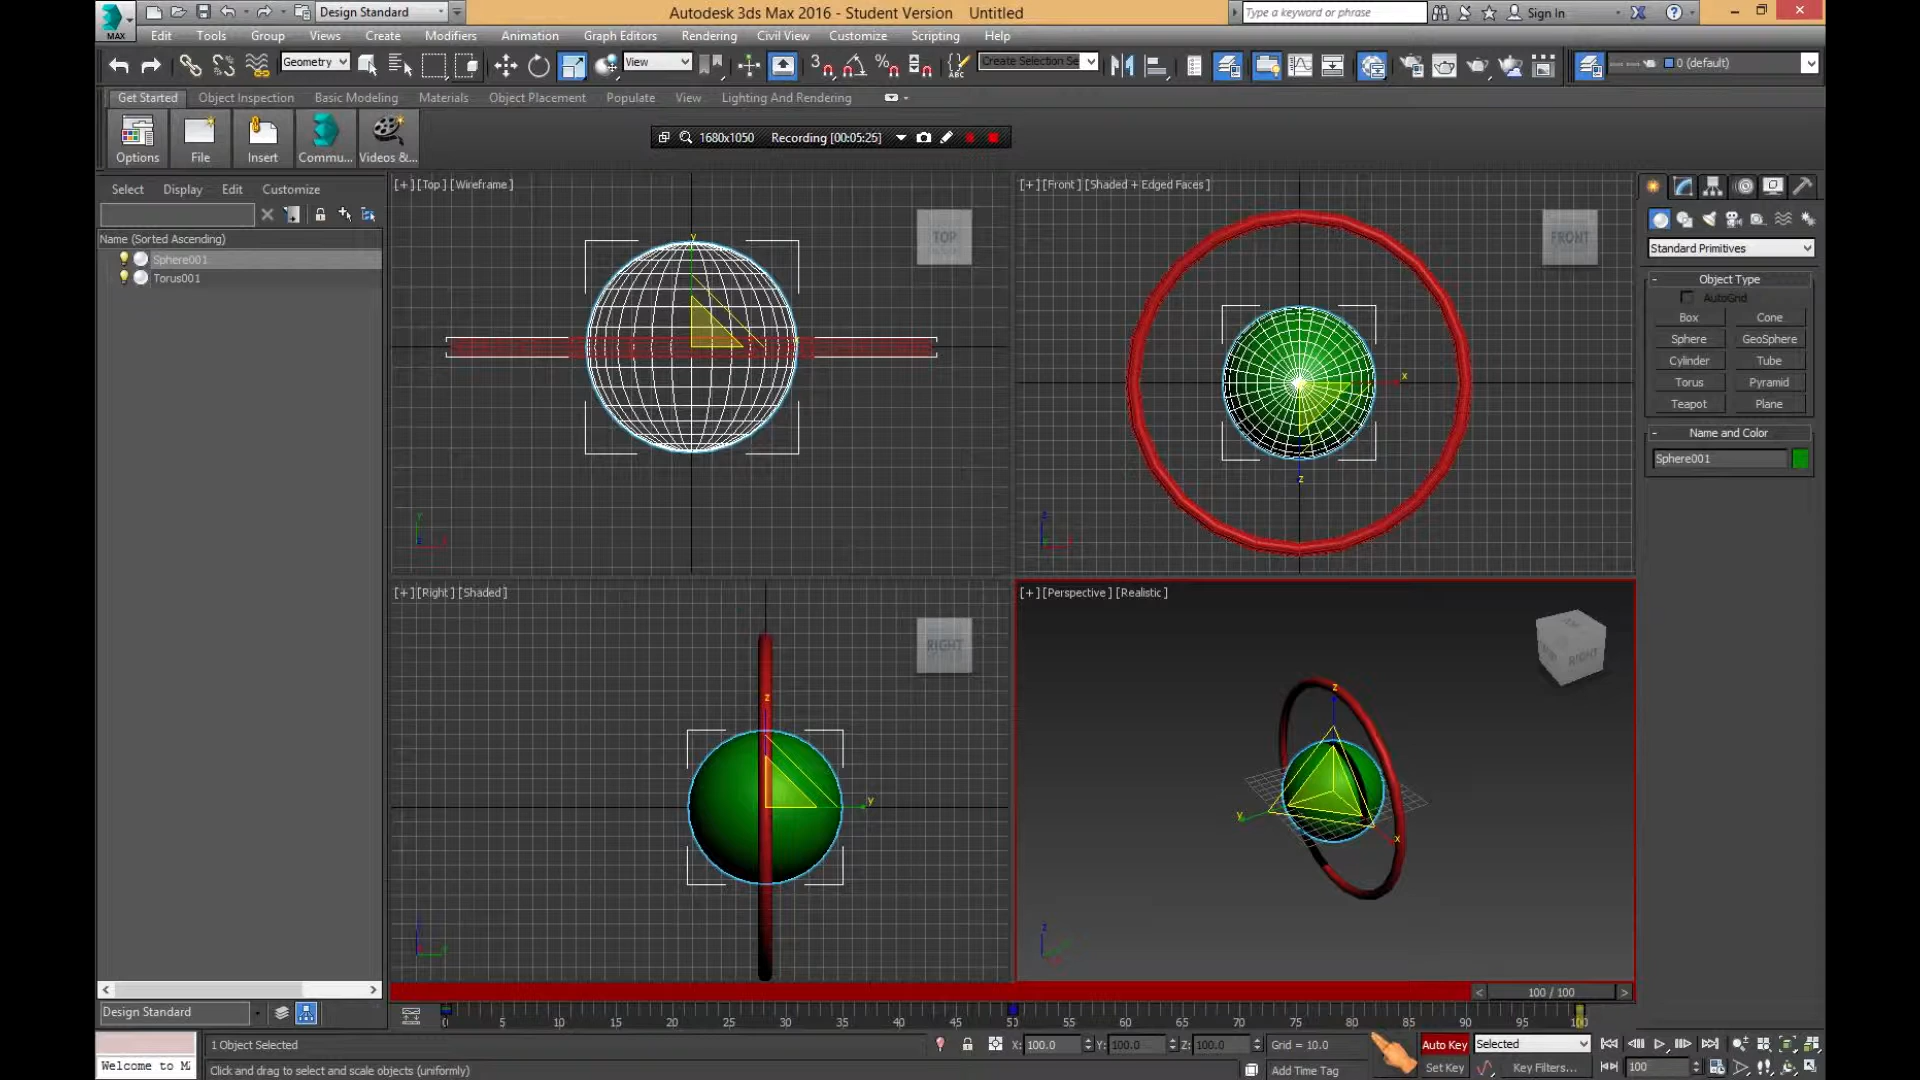 Design Standard
Autodesk 3ds Max 2016 - Student Version Untitled
Type a keyword or phrase
Sign In
MAX
Edit Tools Group Views Create Modifiers Animation Graph Editors Rendering Civil View Customize Scripting Help
Geometry
View
Create Selection Se
0 (default)
Get Started Object Inspection Basic Modeling Materials Object Placement Populate View Lighting And Rendering
1680x1050 Recording [00:05:25]
Options File Insert Commu... Videos &...
Select Display Edit Customize
Name (Sorted Ascending)
Sphere001
Torus001
[+] [Top] [Wireframe]
TOP
y
[+] [Front] [Shaded + Edged Faces]
FRONT
x
z
[+] [Right] [Shaded]
RIGHT
z
y
[+] [Perspective] [Realistic]
RIGHT
z
y
x
Standard Primitives
Object Type
AutoGrid
Box Cone
Sphere GeoSphere
Cylinder Tube
Torus Pyramid
Teapot Plane
Name and Color
Sphere001
100 / 100
Design Standard
0 5 10 15 20 25 30 35 40 45 50 55 60 65 70 75 80 85 90 95 100
1 Object Selected
X: 100.0 Y: 100.0 Z: 100.0 Grid = 10.0
Auto Key Selected
Welcome to M
Click and drag to select and scale objects (uniformly)
Add Time Tag
Set Key Key Filters... 100